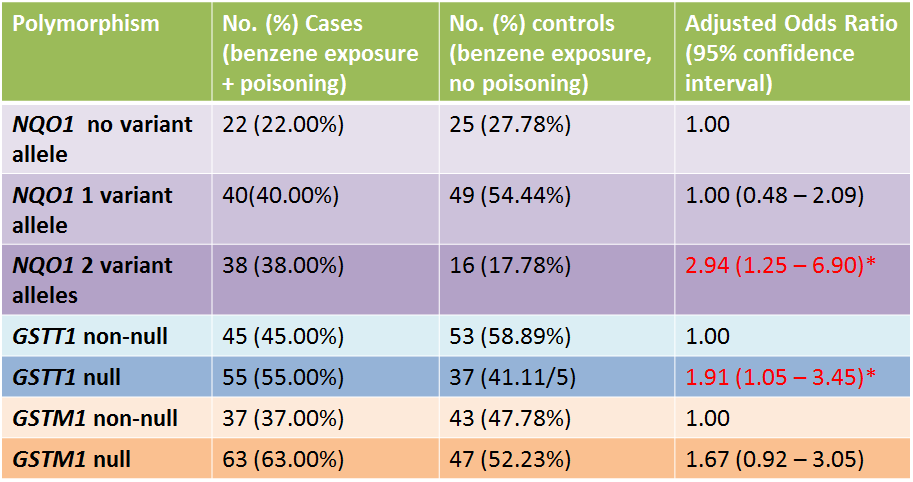 Polymorphism
No. (%) Cases
(benzene exposure
+ poisoning)
No. (%) controls
(benzene exposure,
no poisoning)
Adjusted Odds Ratio
(95% confidence
interval)
NQO1 no variant
allele
22 (22.00%)
25 (27.78%)
1.00
NQO1 1 variant
allele
40(40.00%)
49 (54.44%)
1.00 (0.48 – 2.09)
NQO1 2 variant
alleles
38 (38.00%)
16 (17.78%)
2.94 (1.25 – 6.90)*
GSTT1 non-null
45 (45.00%)
53 (58.89%)
1.00
GSTT1 null
55 (55.00%)
37 (41.11/5)
1.91 (1.05 – 3.45)*
GSTM1 non-null
37 (37.00%)
43 (47.78%)
1.00
GSTM1 null
63 (63.00%)
47 (52.23%)
1.67 (0.92 – 3.05)